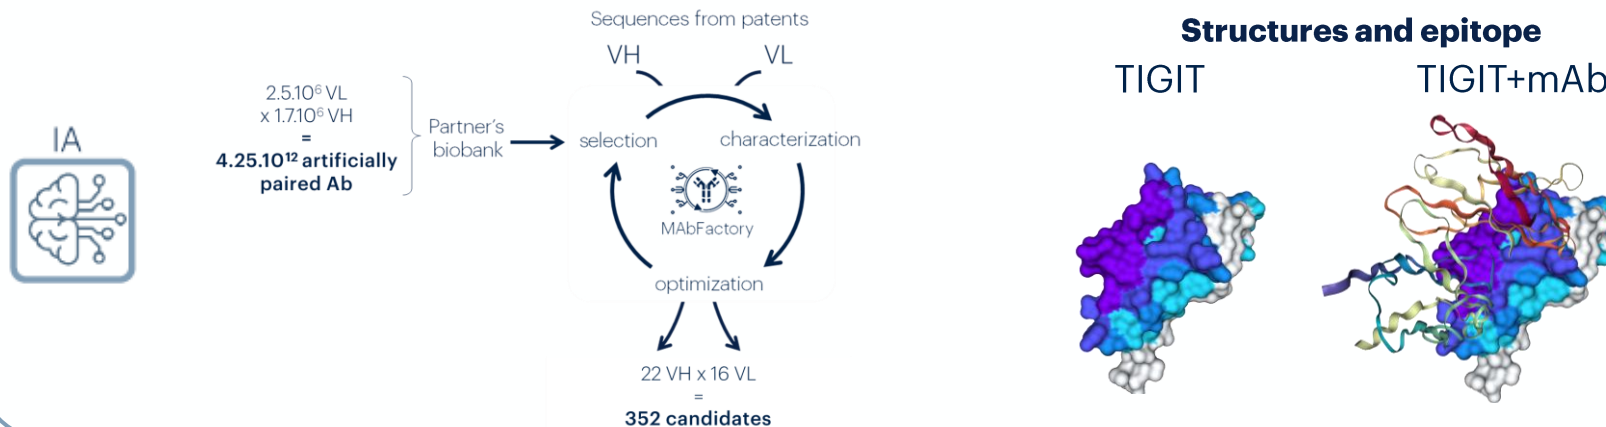 IA
2.5.10⁶ VL
x 1.7.10⁶ VH
=
4.25.10¹² artificially
paired Ab
Partner's
biobank
Sequences from patents
VH
VL
selection
characterization
MAbFactory
optimization
22 VH x 16 VL
=
352 candidates
Structures and epitope
TIGIT
TIGIT+mAb